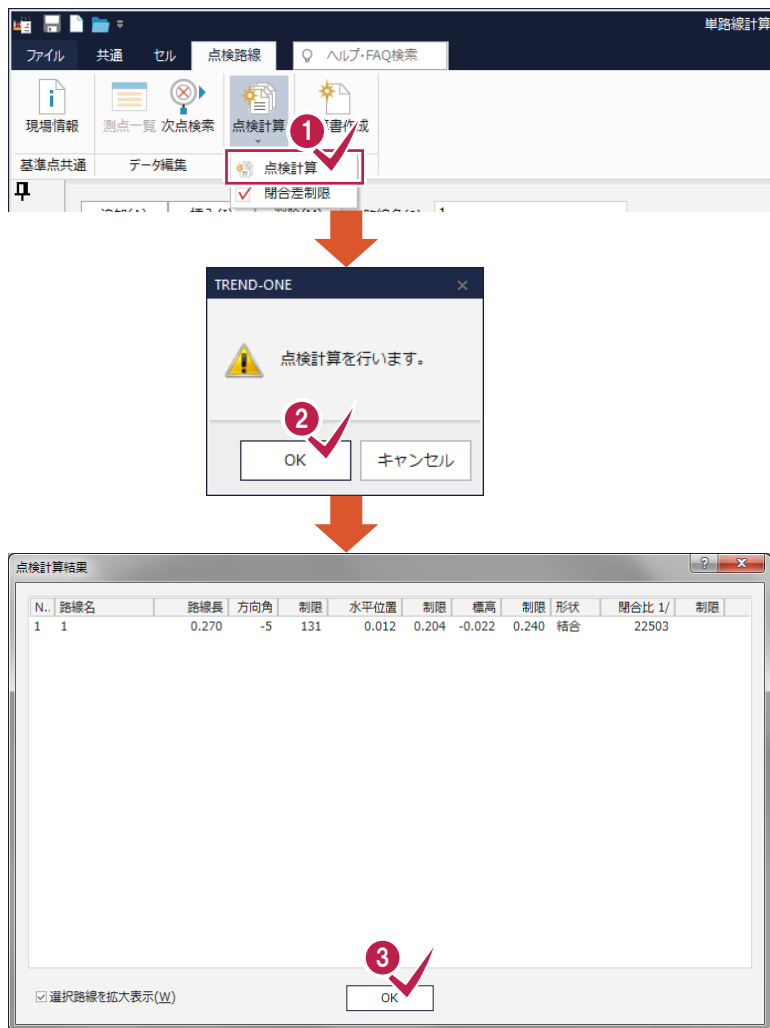 単路線計算
ファイル 共通 セル 点検路線 ヘルプ・FAQ検索
現場情報 測点一覧 次点検索 点検計算 書作成
1
基準点共通 データ編集
点検計算
閉合差制限
1
TREND-ONE
点検計算を行います。
2
OK キャンセル
点検計算結果
N.. 路線名 路線長 方向角 制限 水平位置 制限 標高 制限 形状 閉合比 1/ 制限
1 1 0.270 -5 131 0.012 0.204 -0.022 0.240 結合 22503
3
選択路線を拡大表示(W) OK